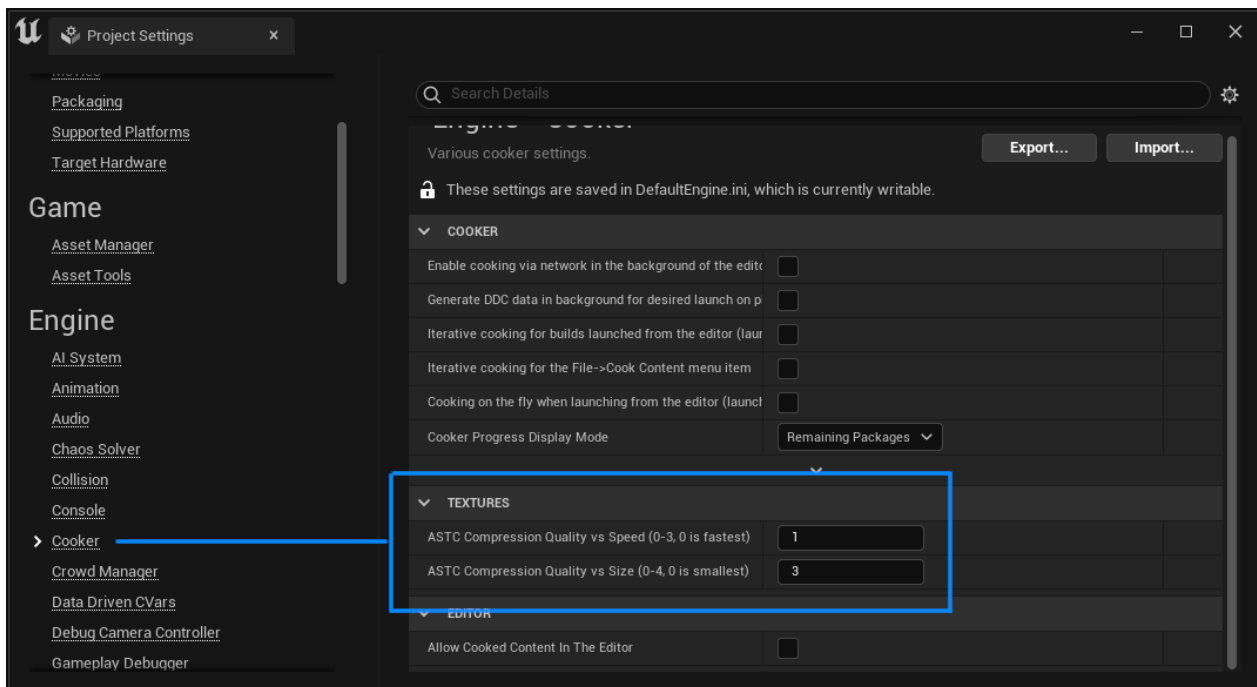 Project Settings
Movies
Packaging
Supported Platforms
Target Hardware
Game
Asset Manager
Asset Tools
Engine
AI System
Animation
Audio
Chaos Solver
Collision
Console
Cooker
Crowd Manager
Data Driven CVars
Debug Camera Controller
Gameplay Debugger
Search Details
Engine - Cooker
Various cooker settings.
Export...
Import...
These settings are saved in DefaultEngine.ini, which is currently writable.
COOKER
Enable cooking via network in the background of the edito
Generate DDC data in background for desired launch on p
Iterative cooking for builds launched from the editor (laun
Iterative cooking for the File->Cook Content menu item
Cooking on the fly when launching from the editor (launch
Cooker Progress Display Mode
Remaining Packages
TEXTURES
ASTC Compression Quality vs Speed (0-3, 0 is fastest)
1
ASTC Compression Quality vs Size (0-4, 0 is smallest)
3
EDITOR
Allow Cooked Content In The Editor